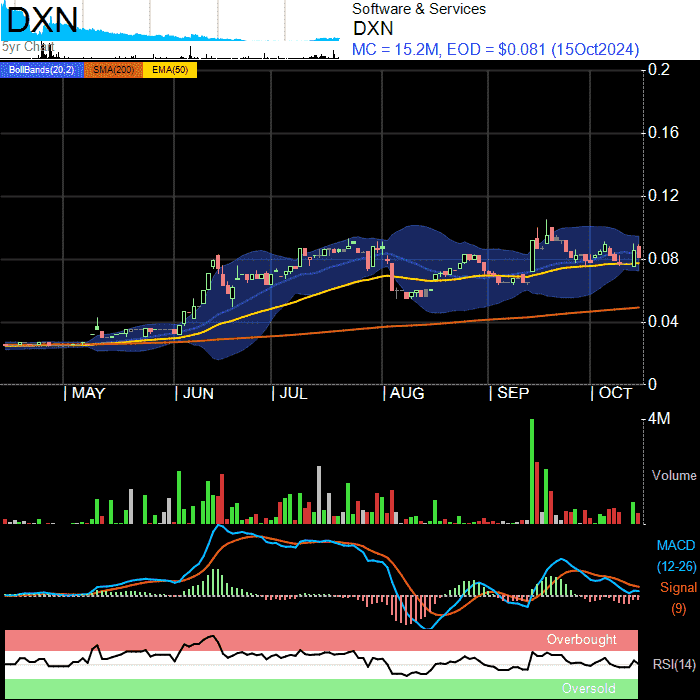 DXN
5yr Chart
Software & Services
DXN
MC = 15.2M, EOD = $0.081 (15Oct2024)
BollBands(20,2) SMA(200) EMA(50)
0.2
0.16
0.12
0.08
0.04
0
MAY JUN JUL AUG SEP OCT
4M
Volume
MACD
(12-26)
Signal
(9)
Overbought
RSI(14)
Oversold